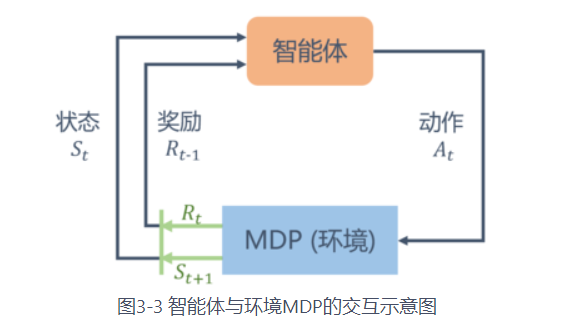 智能体
状态
S_t
奖励
R_{t-1}
动作
A_t
R_t
MDP (环境)
S_{t+1}
图3-3 智能体与环境MDP的交互示意图